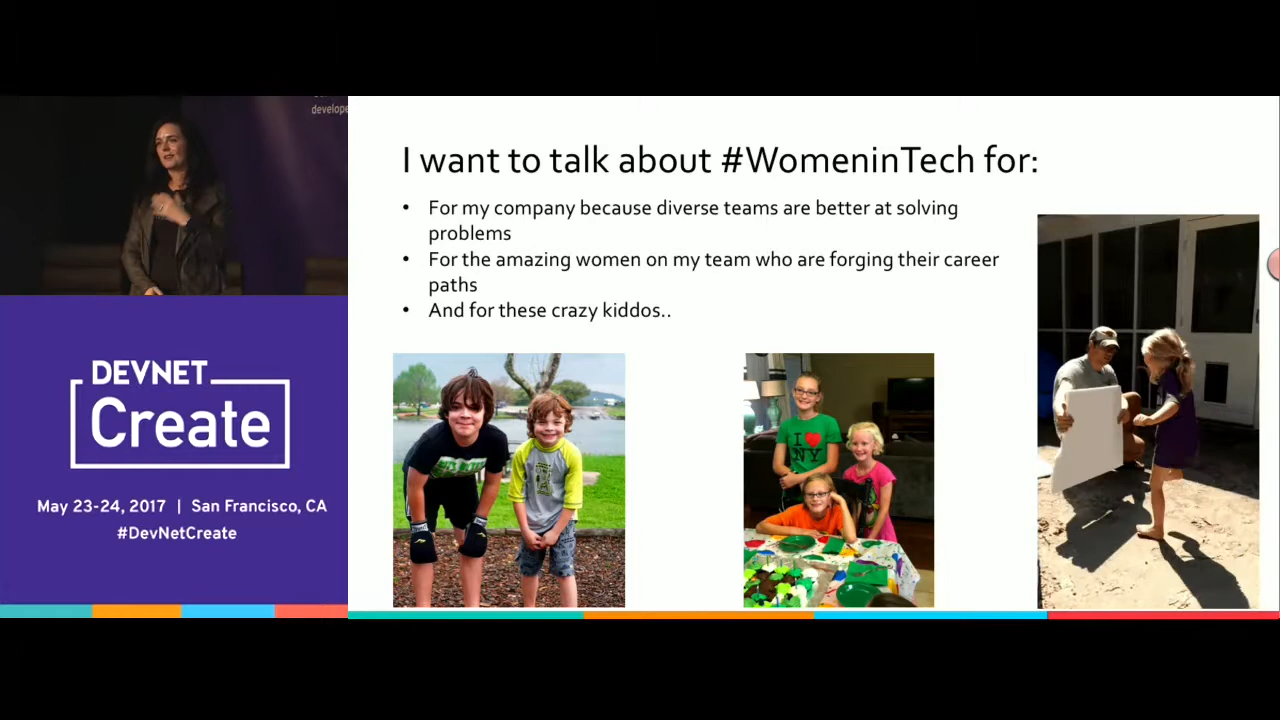 develope
DEVNET
Create
May 23-24, 2017 | San Francisco, CA
#DevNetCreate
I want to talk about #WomeninTech for:
• For my company because diverse teams are better at solving
problems
• For the amazing women on my team who are forging their career
paths
• And for these crazy kiddos..
I ❤ NY